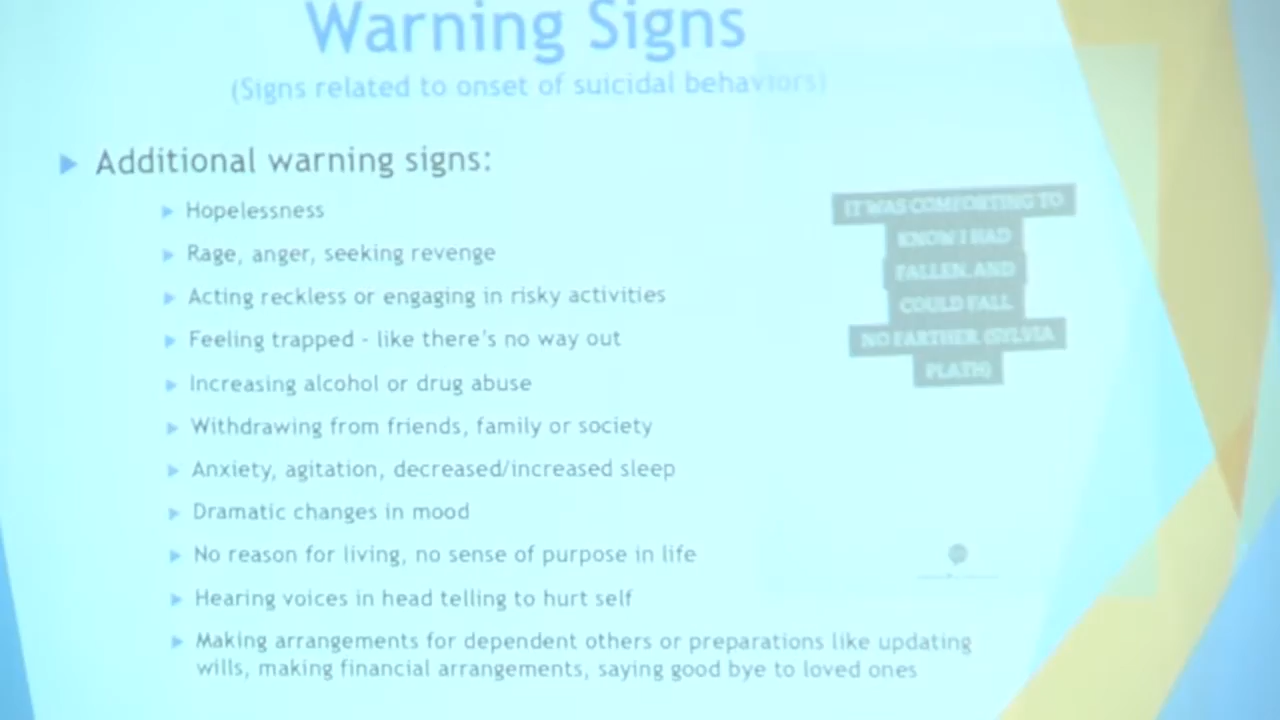 Warning Signs
(Signs related to onset of suicidal behaviors)
Additional warning signs:
Hopelessness
Rage, anger, seeking revenge
Acting reckless or engaging in risky activities
Feeling trapped - like there's no way out
Increasing alcohol or drug abuse
Withdrawing from friends, family or society
Anxiety, agitation, decreased/increased sleep
Dramatic changes in mood
No reason for living, no sense of purpose in life
Hearing voices in head telling to hurt self
Making arrangements for dependent others or preparations like updating
wills, making financial arrangements, saying good bye to loved ones
IT WAS COMFORTING TO
KNOW I HAD
FALLEN AND
COULD FALL
NO FARTHER (SYLVIA
PLATH)